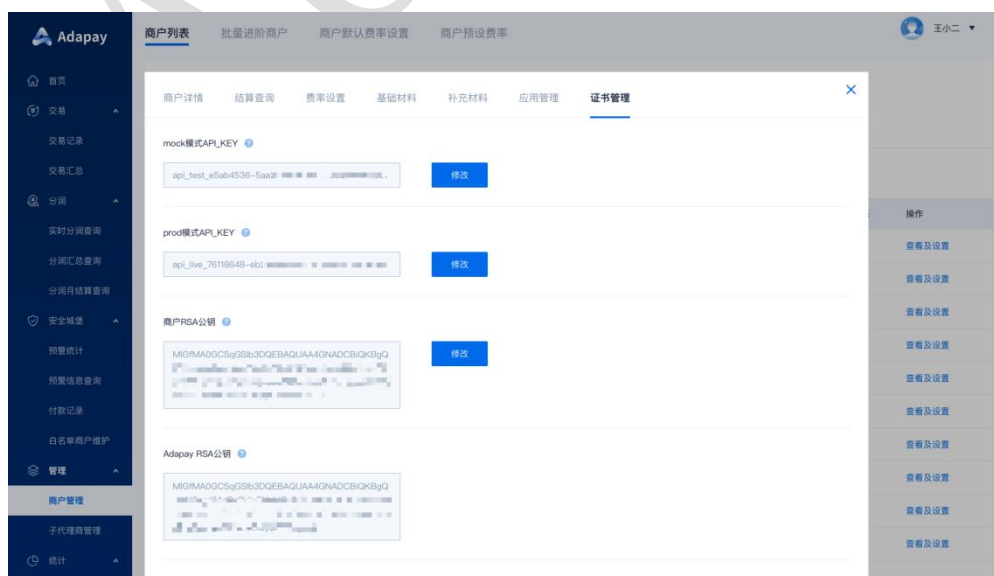 Adapay
商户列表 批量进阶商户 商户默认费率设置 商户预设费率
王小二
首页
交易
交易记录
交易汇总
分润
实时分润查询
分润汇总查询
分润月结算查询
安全城堡
预警统计
预警信息查询
付款记录
白名单商户维护
管理
商户管理
子代理商管理
统计
商户详情 结算查询 费率设置 基础材料 补充材料 应用管理 证书管理
mock模式API_KEY
api_test_e5ab4536-5aa
修改
prod模式API_KEY
api_live_76118648-eb
修改
商户RSA公钥
MIGfMA0GCSqGSIb3DQEBAQUAA4GNADCBiQKBgQ
修改
Adapay RSA公钥
MIGfMA0GCSqGSIb3DQEBAQUAA4GNADCBiQKBgQ
操作
查看及设置
查看及设置
查看及设置
查看及设置
查看及设置
查看及设置
查看及设置
查看及设置
查看及设置
查看及设置